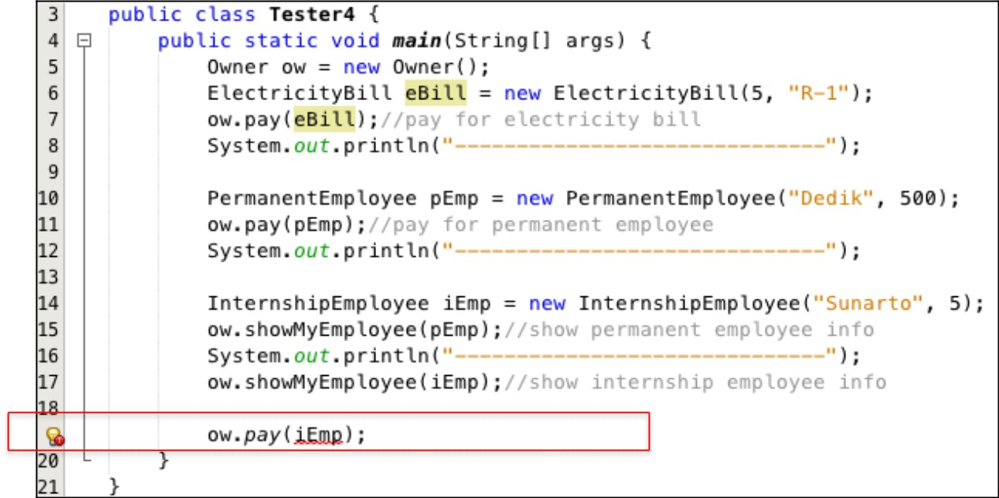 3 public class Tester4 {
4 public static void main(String[] args) {
5 Owner ow = new Owner();
6 ElectricityBill eBill = new ElectricityBill(5, "R-1");
7 ow.pay(eBill);//pay for electricity bill
8 System.out.println("------------------------------");
9
10 PermanentEmployee pEmp = new PermanentEmployee("Dedik", 500);
11 ow.pay(pEmp);//pay for permanent employee
12 System.out.println("------------------------------");
13
14 InternshipEmployee iEmp = new InternshipEmployee("Sunarto", 5);
15 ow.showMyEmployee(pEmp);//show permanent employee info
16 System.out.println("------------------------------");
17 ow.showMyEmployee(iEmp);//show internship employee info
18
ow.pay(iEmp);
20 }
21 }